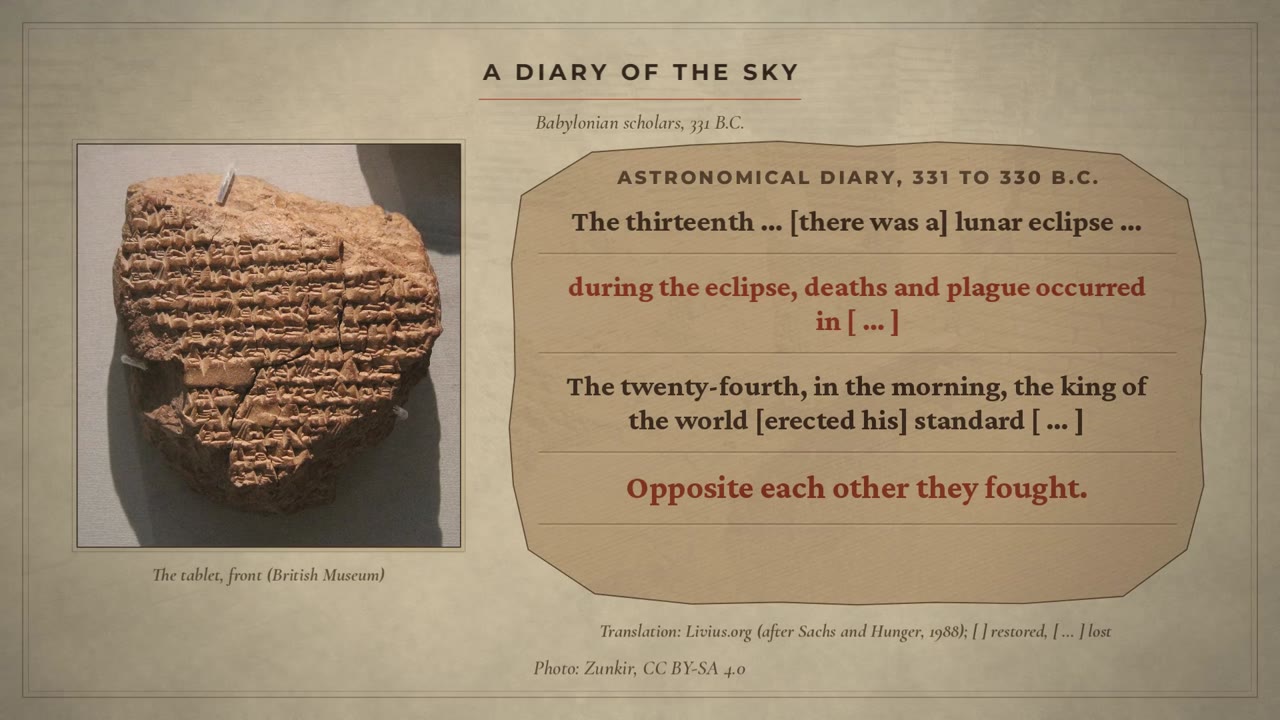 A DIARY OF THE SKY
Babylonian scholars, 331 B.C.
ASTRONOMICAL DIARY, 331 TO 330 B.C.
The thirteenth ... [there was a] lunar eclipse ...
during the eclipse, deaths and plague occurred
in [ ... ]
The twenty-fourth, in the morning, the king of
the world [erected his] standard [ ... ]
Opposite each other they fought.
The tablet, front (British Museum)
Translation: Livius.org (after Sachs and Hunger, 1988); [ ] restored, [ ... ] lost
Photo: Zunkir, CC BY-SA 4.0